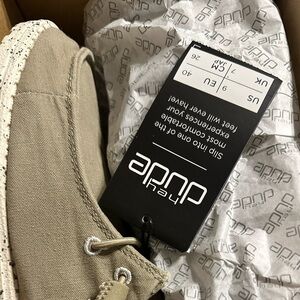 hey
dude
Slip into one of the
most comfortable
experiences your
feet will ever have!
US
UK
EU
CM
JAP
9
7
40
26